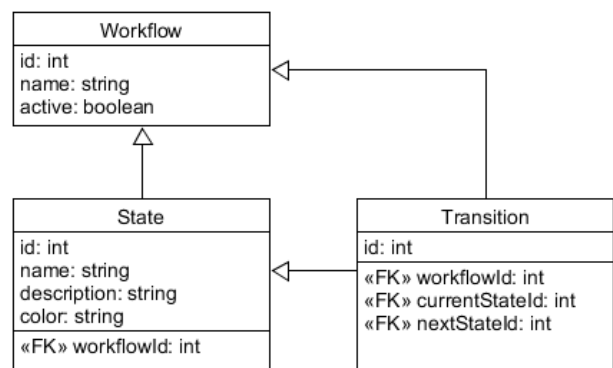 Workflow
id: int
name: string
active: boolean
State
id: int
name: string
description: string
color: string
«FK» workflowId: int
Transition
id: int
«FK» workflowId: int
«FK» currentStateId: int
«FK» nextStateId: int